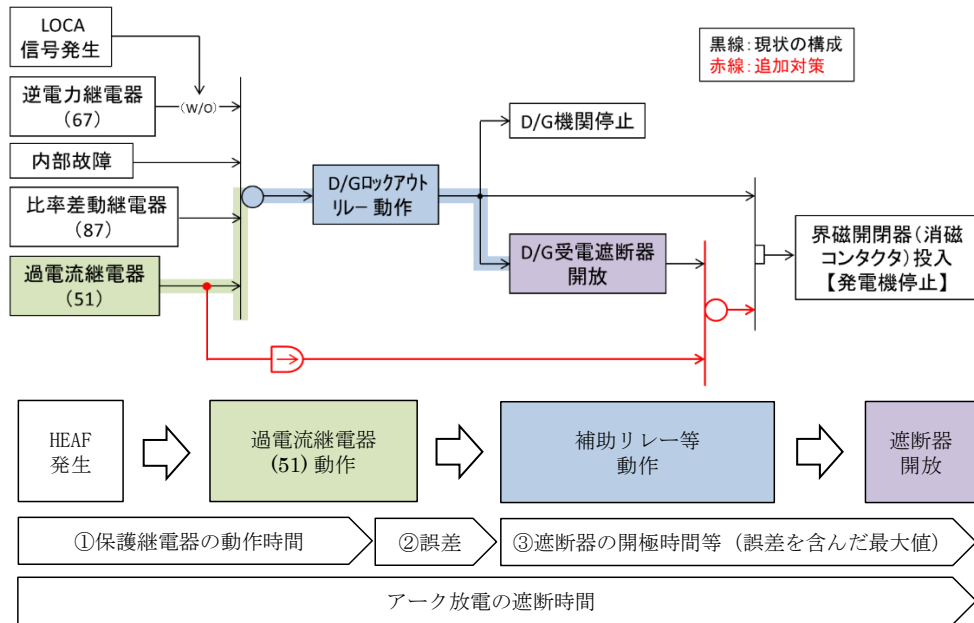 LOCA
信号発生
逆電力継電器
(67)
(W/O)
内部故障
比率差動継電器
(87)
過電流継電器
(51)
D/Gロックアウト
リレー動作
D/G機関停止
D/G受電遮断器
開放
黒線：現状の構成
赤線：追加対策
界磁開閉器（消磁
コンタクタ）投入
【発電機停止】
HEAF
発生
過電流継電器
(51)動作
補助リレー等
動作
遮断器
開放
①保護継電器の動作時間
②誤差
③遮断器の開極時間等（誤差を含んだ最大値）
アーク放電の遮断時間